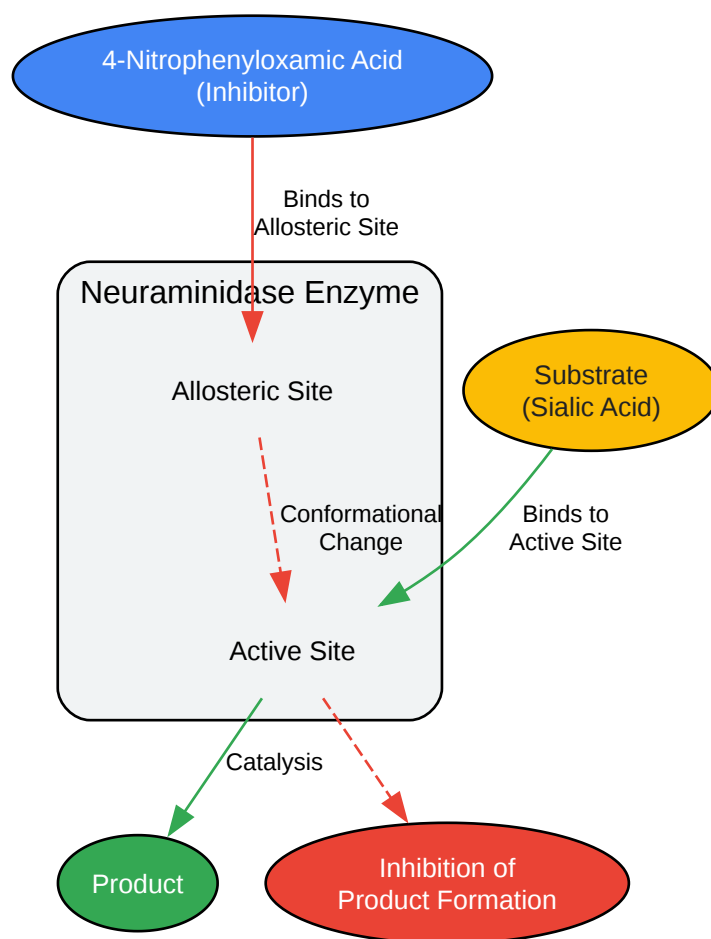 4-Nitrophenyloxamic Acid
(Inhibitor)
Binds to
Allosteric Site
Neuraminidase Enzyme
Allosteric Site
Substrate
(Sialic Acid)
Conformational
Change
Binds to
Active Site
Active Site
Catalysis
Product
Inhibition of
Product Formation